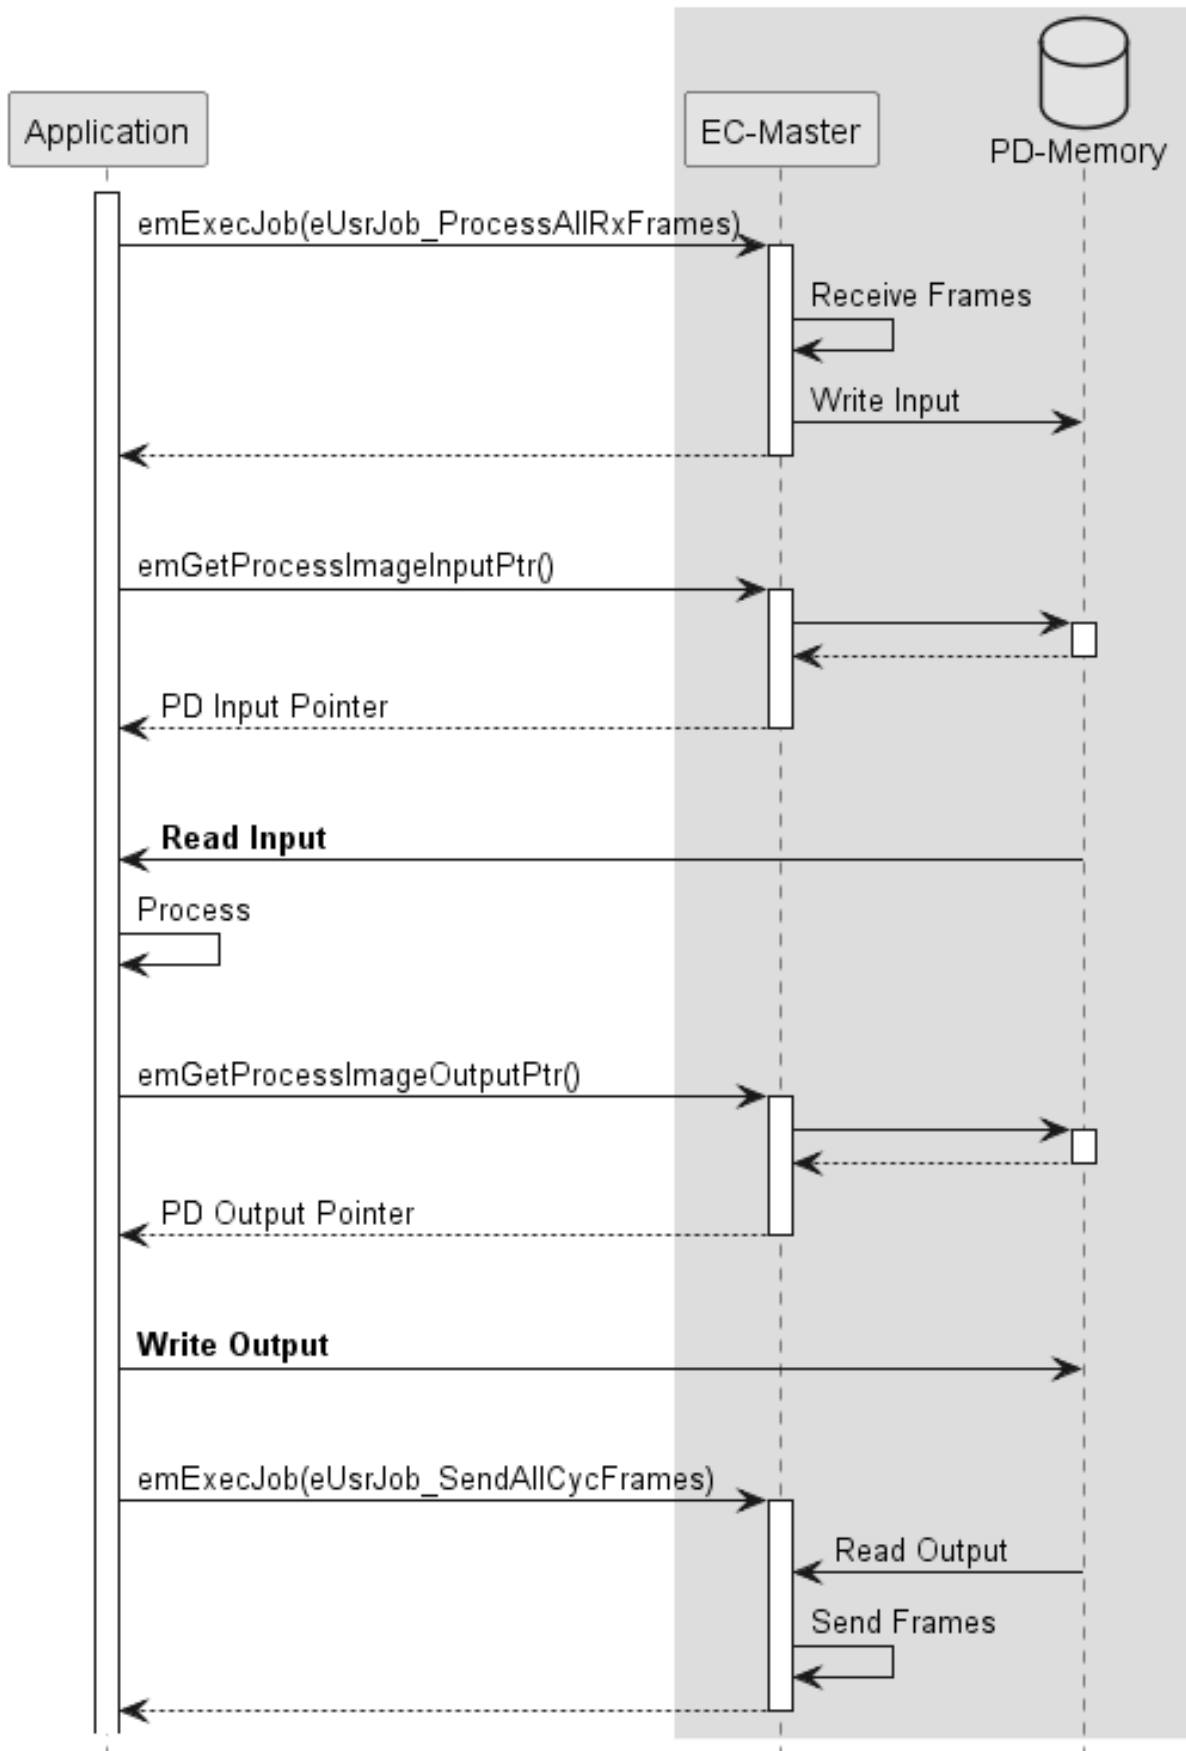 Application
EC-Master
PD-Memory
emExecJob(eUsrJob_ProcessAllRxFrames)
Receive Frames
Write Input
emGetProcessImageInputPtr()
PD Input Pointer
Read Input
Process
emGetProcessImageOutputPtr()
PD Output Pointer
Write Output
emExecJob(eUsrJob_SendAllCycFrames)
Read Output
Send Frames